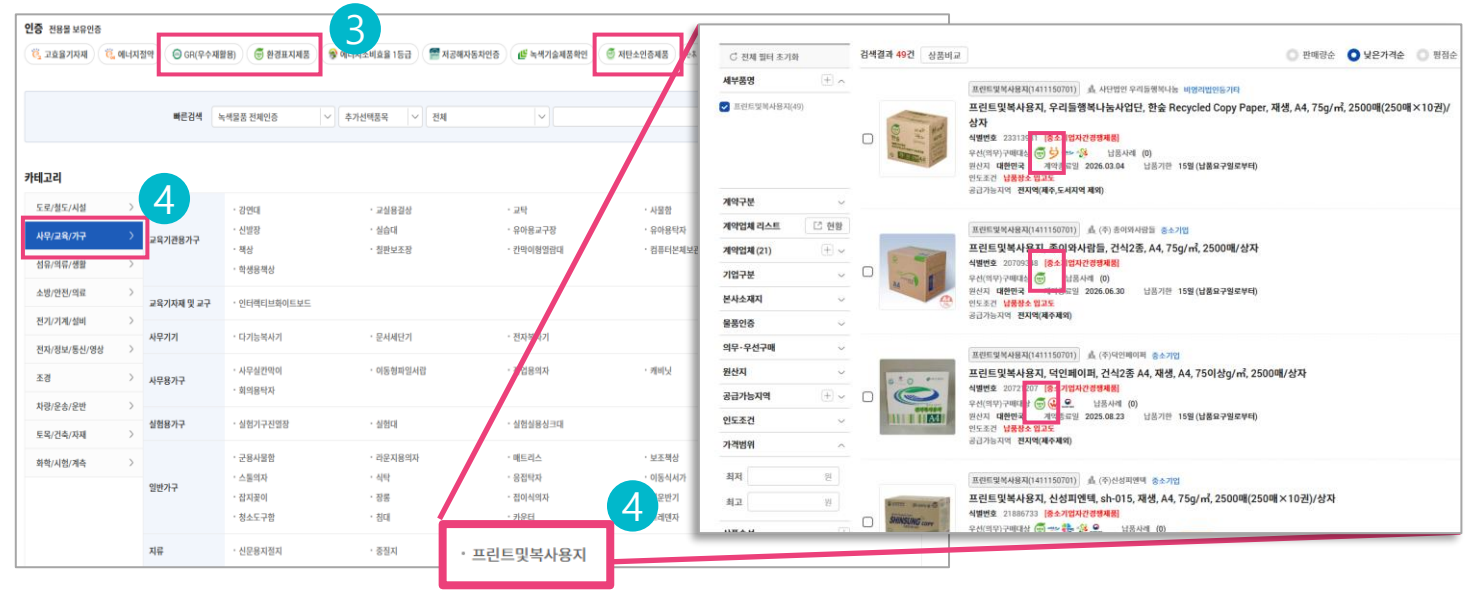 인증 전용몰 보유인증
고효율기자재
에너지절약
GR(우수재활용)
환경표지제품
3
에너지소비효율 1등급
저공해자동차인증
녹색기술제품확인
저탄소인증제품
빠른검색 녹색물품 전체인증 추가선택품목 전체
카테고리
도로/철도/시설
4
사무/교육/가구
섬유/의류/생활
소방/안전/의료
전기/기계/설비
전자/정보/통신/영상
조경
차량/운송/운반
토목/건축/자재
화학/시험/계측
교육기관용가구
· 강연대 · 교실용걸상 · 교탁 · 사물함
· 신발장 · 실습대 · 유아용교구장 · 유아용탁자
· 책상 · 칠판보조장 · 칸막이형열람대 · 컴퓨터본체보관
· 학생용책상
교육기자재 및 교구 · 인터랙티브화이트보드
사무기기 · 다기능복사기 · 문서세단기
사무용가구 · 사무실칸막이 · 이동형파일서랍 · 캐비닛
· 회의용탁자
실험용가구 · 실험기구진열장 · 실험대 · 실험실용싱크대
일반가구
· 군용사물함 · 라운지용의자 · 매트리스 · 보조책상
· 스툴의자 · 식탁 · 응접탁자 · 이동식서가
· 잡지꽂이 · 장롱 · 접이식의자
· 청소도구함 · 침대 · 카운터
4
지류 · 신문용지절지 · 중질지
· 프린트및복사용지
전체 필터 초기화
세부품명
프린트및복사용지(49)
계약구분
계약업체 리스트 현황
계약업체 (21)
기업구분
본사소재지
물품인증
의무·우선구매
원산지
공급가능지역
인도조건
가격범위
최저 원
최고 원
검색결과 49건 상품비교
판매량순 낮은가격순 평점순
프린트및복사용지(1411150701) 사단법인 우리들행복나눔 비영리법인등기타
프린트및복사용지, 우리들행복나눔사업단, 한숲 Recycled Copy Paper, 재생, A4, 75g/㎡, 2500매(250매×10권)/
상자
식별번호 [중소기업자간경쟁제품]
우선(의무)구매대상 납품사례 (0)
원산지 대한민국 계약종료일 2026.03.04 납품기한 15일 (납품요구일로부터)
인도조건 납품장소 입고도
공급가능지역 전지역(제주,도서지역 제외)
프린트및복사용지(1411150701) (주) 종이와사람들 중소기업
프린트및복사용지, 종이와사람들, 건식2종, A4, 75g/㎡, 2500매/상자
식별번호 [중소기업자간경쟁제품]
우선(의무)구매대상 납품사례 (0)
원산지 대한민국 계약종료일 2026.06.30 납품기한 15일 (납품요구일로부터)
인도조건 납품장소 입고도
공급가능지역 전지역(제주제외)
프린트및복사용지(1411150701) (주)덕인페이퍼 중소기업
프린트및복사용지, 덕인페이퍼, 건식2종 A4, 재생, A4, 75이상g/㎡, 2500매/상자
식별번호 [중소기업자간경쟁제품]
우선(의무)구매대상 납품사례 (0)
원산지 대한민국 계약종료일 2025.08.23 납품기한 15일 (납품요구일로부터)
인도조건 납품장소 입고도
공급가능지역 전지역(제주제외)
프린트및복사용지(1411150701) (주)신성피앤텍 중소기업
프린트및복사용지, 신성피앤텍, sh-015, 재생, A4, 75g/㎡, 2500매(250매×10권)/상자
식별번호 21886733 [중소기업자간경쟁제품]
우선(의무)구매대상 납품사례 (0)